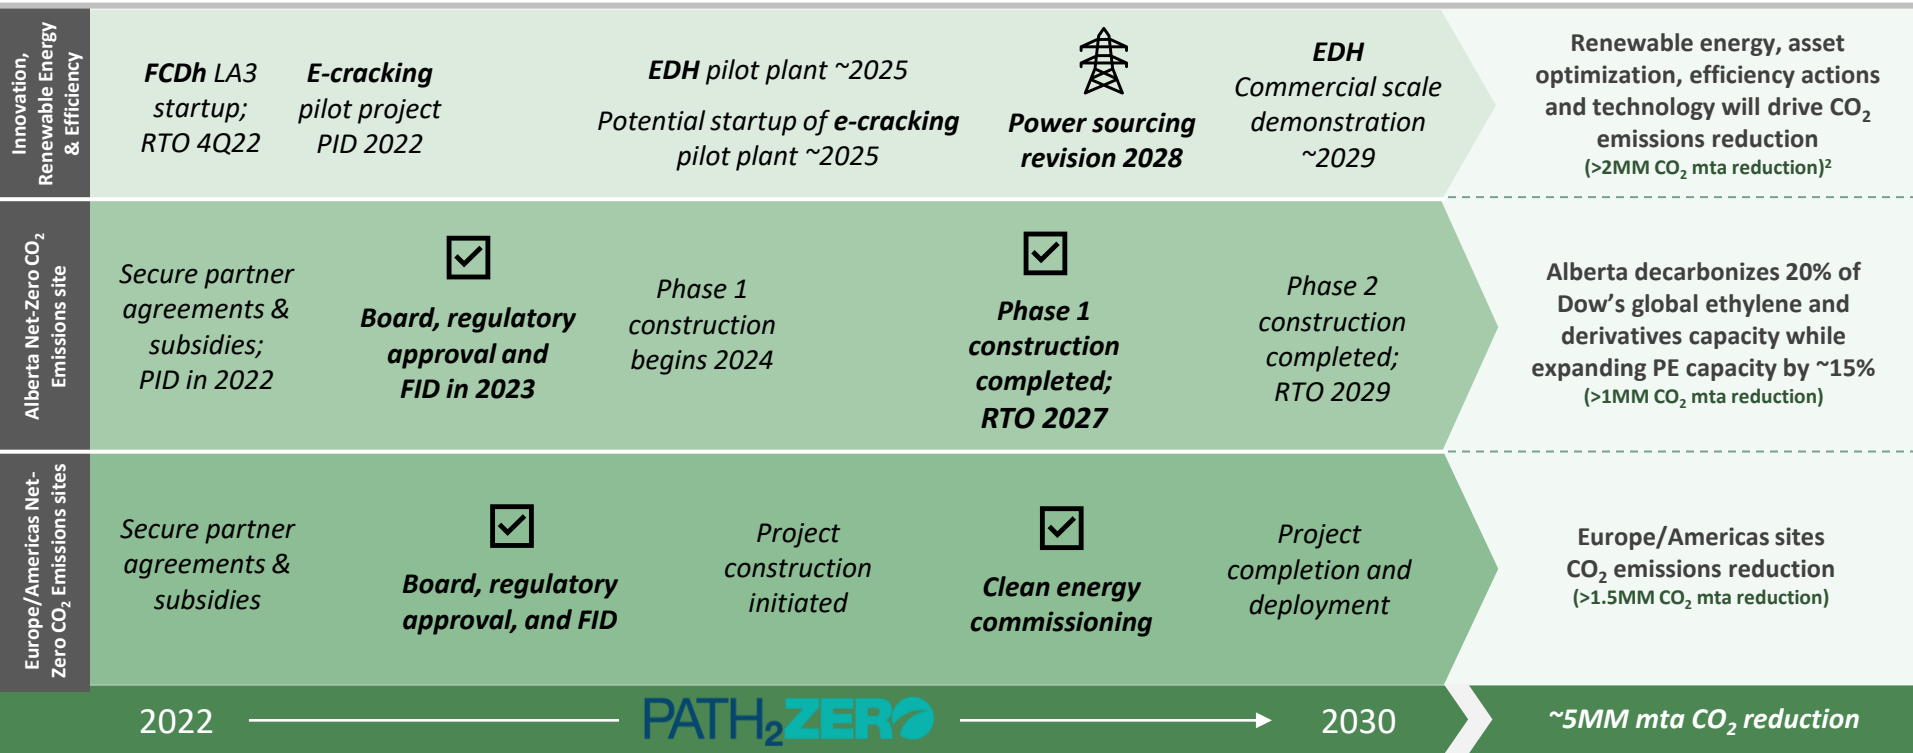 Innovation,
Renewable Energy
& Efficiency
FCDh LA3
startup;
RTO 4Q22
E-cracking
pilot project
PID 2022
EDH pilot plant ~2025
Potential startup of e-cracking
pilot plant ~2025
Power sourcing
revision 2028
EDH
Commercial scale
demonstration
~2029
Renewable energy, asset
optimization, efficiency actions
and technology will drive CO₂
emissions reduction
(>2MM CO₂ mta reduction)²
Alberta Net-Zero CO₂
Emissions site
Secure partner
agreements &
subsidies;
PID in 2022
Board, regulatory
approval and
FID in 2023
Phase 1
construction
begins 2024
Phase 1
construction
completed;
RTO 2027
Phase 2
construction
completed;
RTO 2029
Alberta decarbonizes 20% of
Dow’s global ethylene and
derivatives capacity while
expanding PE capacity by ~15%
(>1MM CO₂ mta reduction)
Europe/Americas Net-
Zero CO₂ Emissions sites
Secure partner
agreements &
subsidies
Board, regulatory
approval, and FID
Project
construction
initiated
Clean energy
commissioning
Project
completion and
deployment
Europe/Americas sites
CO₂ emissions reduction
(>1.5MM CO₂ mta reduction)
2022
PATH₂ZERO
2030
~5MM mta CO₂ reduction